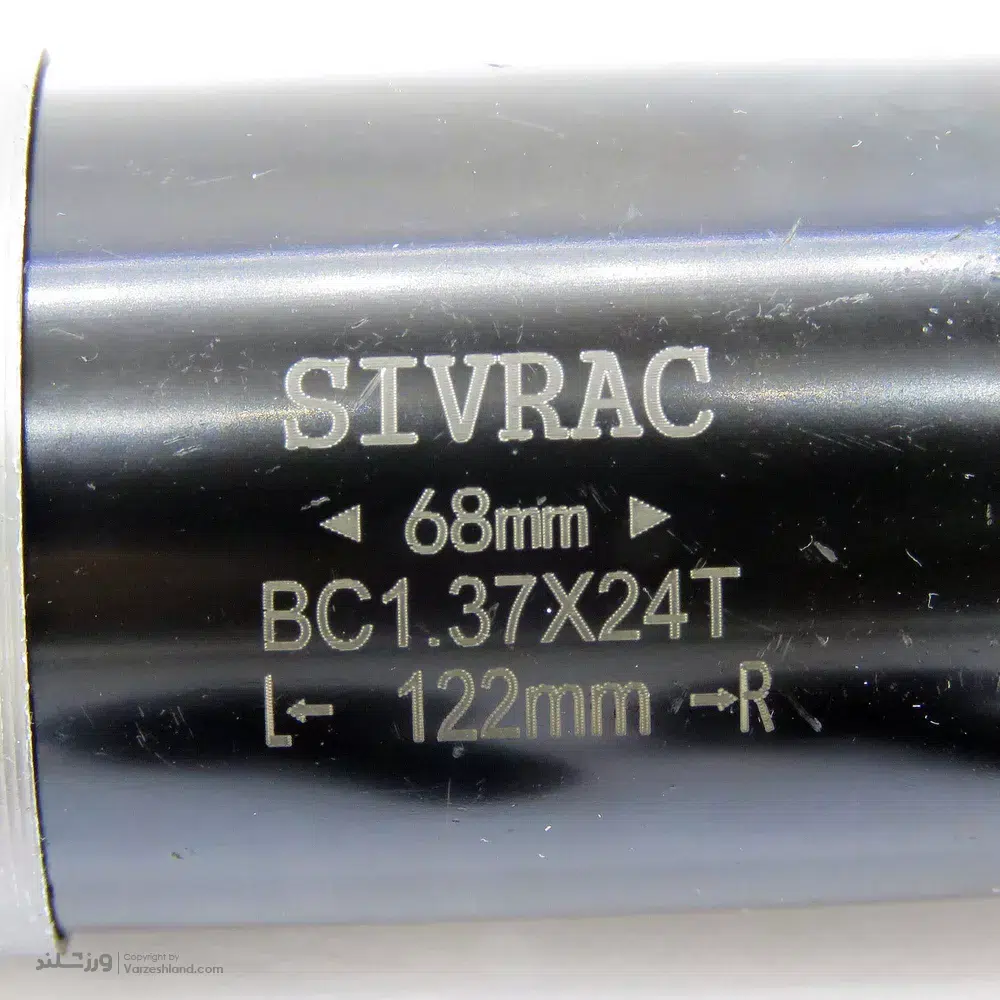 SIVRAC
◄ 68mm ►
BC1.37X24T
L← 122mm →R
ورزشلند
Copyright by
Varzeshland.com